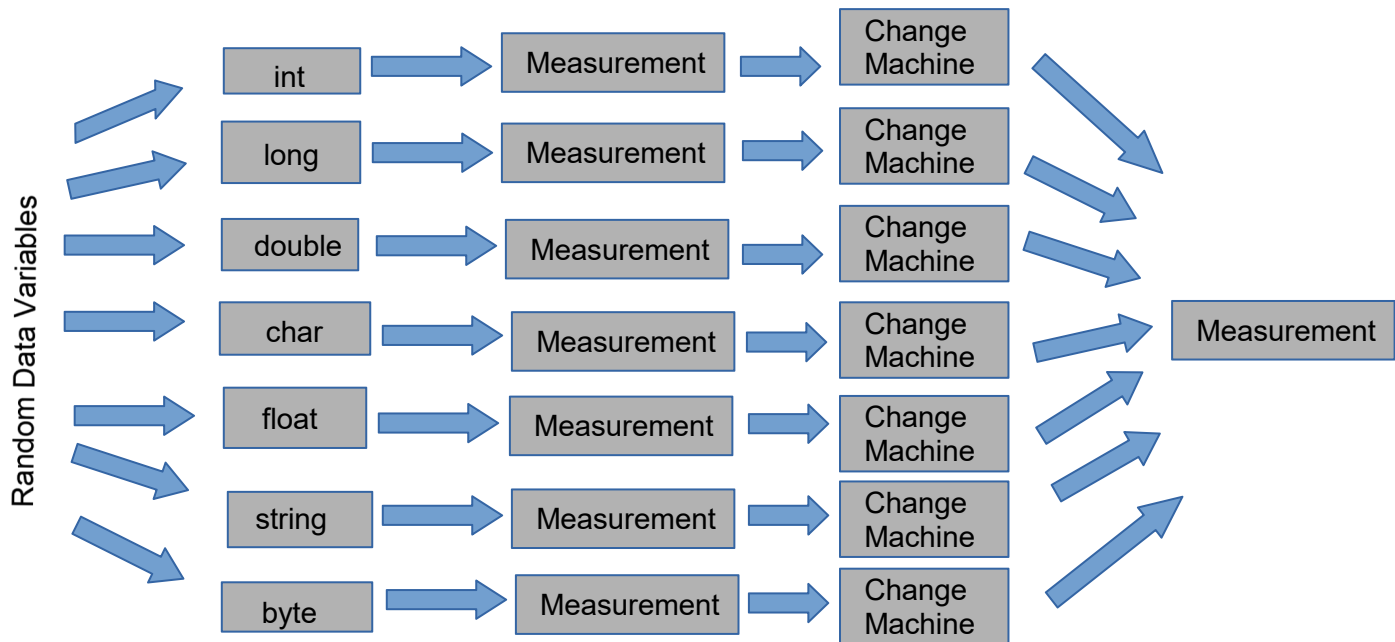 Random Data Variables
int
Measurement
Change
Machine
long
Measurement
Change
Machine
double
Measurement
Change
Machine
char
Measurement
Change
Machine
float
Measurement
Change
Machine
string
Measurement
Change
Machine
byte
Measurement
Change
Machine
Measurement